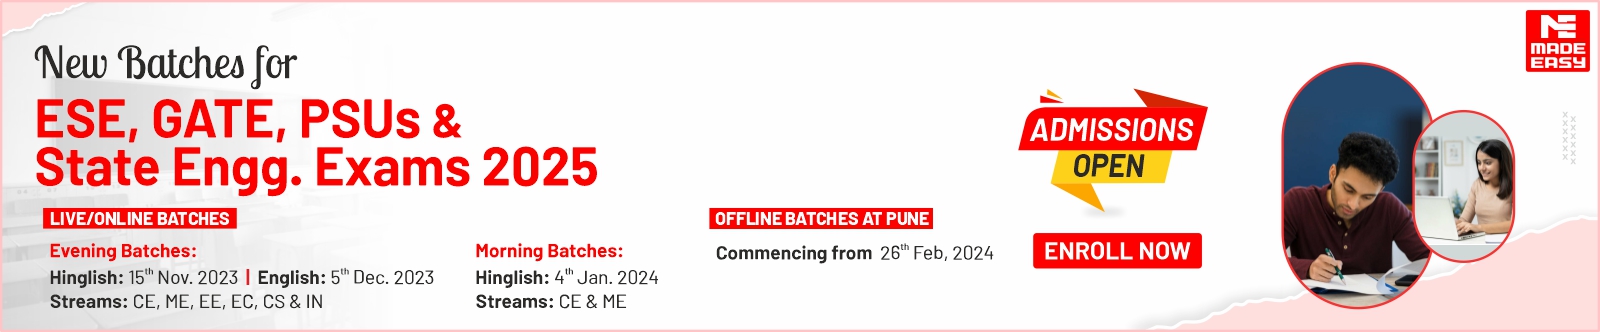 New Batches for
ESE, GATE, PSUs &
State Engg. Exams 2025
LIVE/ONLINE BATCHES
Evening Batches:
Hinglish: 15th Nov. 2023 | English: 5th Dec. 2023
Streams: CE, ME, EE, EC, CS & IN
Morning Batches:
Hinglish: 4th Jan. 2024
Streams: CE & ME
OFFLINE BATCHES AT PUNE
Commencing from 26th Feb, 2024
ADMISSIONS
OPEN
ENROLL NOW
ME
MADE
EASY